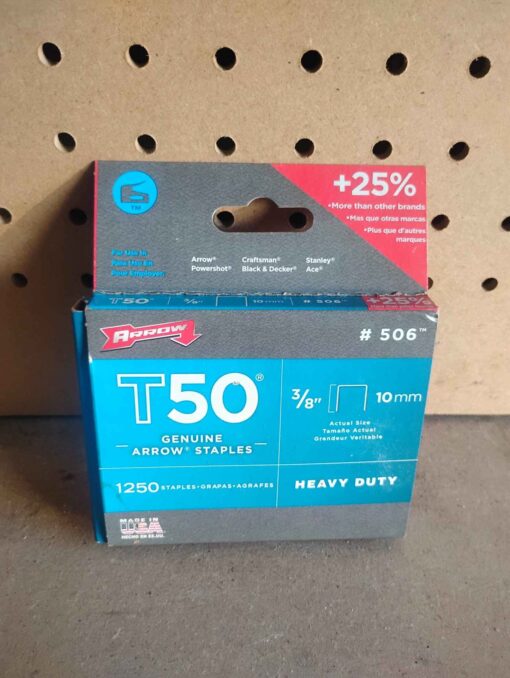 TM
+25%
•More than other brands
•Mas que otras marcas
•Plus que d'autres
marques
For Use In
Para Uso En
Pour Employer
Arrow®
Powershot®
Craftsman®
Black & Decker®
Stanley®
Ace®
T50® 3/8" 10mm # 506™ +25%
ARROW
# 506™
T50®
GENUINE
ARROW® STAPLES
3/8" 10mm
Actual Size
Tamaño Actual
Grandeur Veritable
1250 STAPLES•GRAPAS•AGRAFES
HEAVY DUTY
MADE IN
USA
HECHO EN EE.UU.